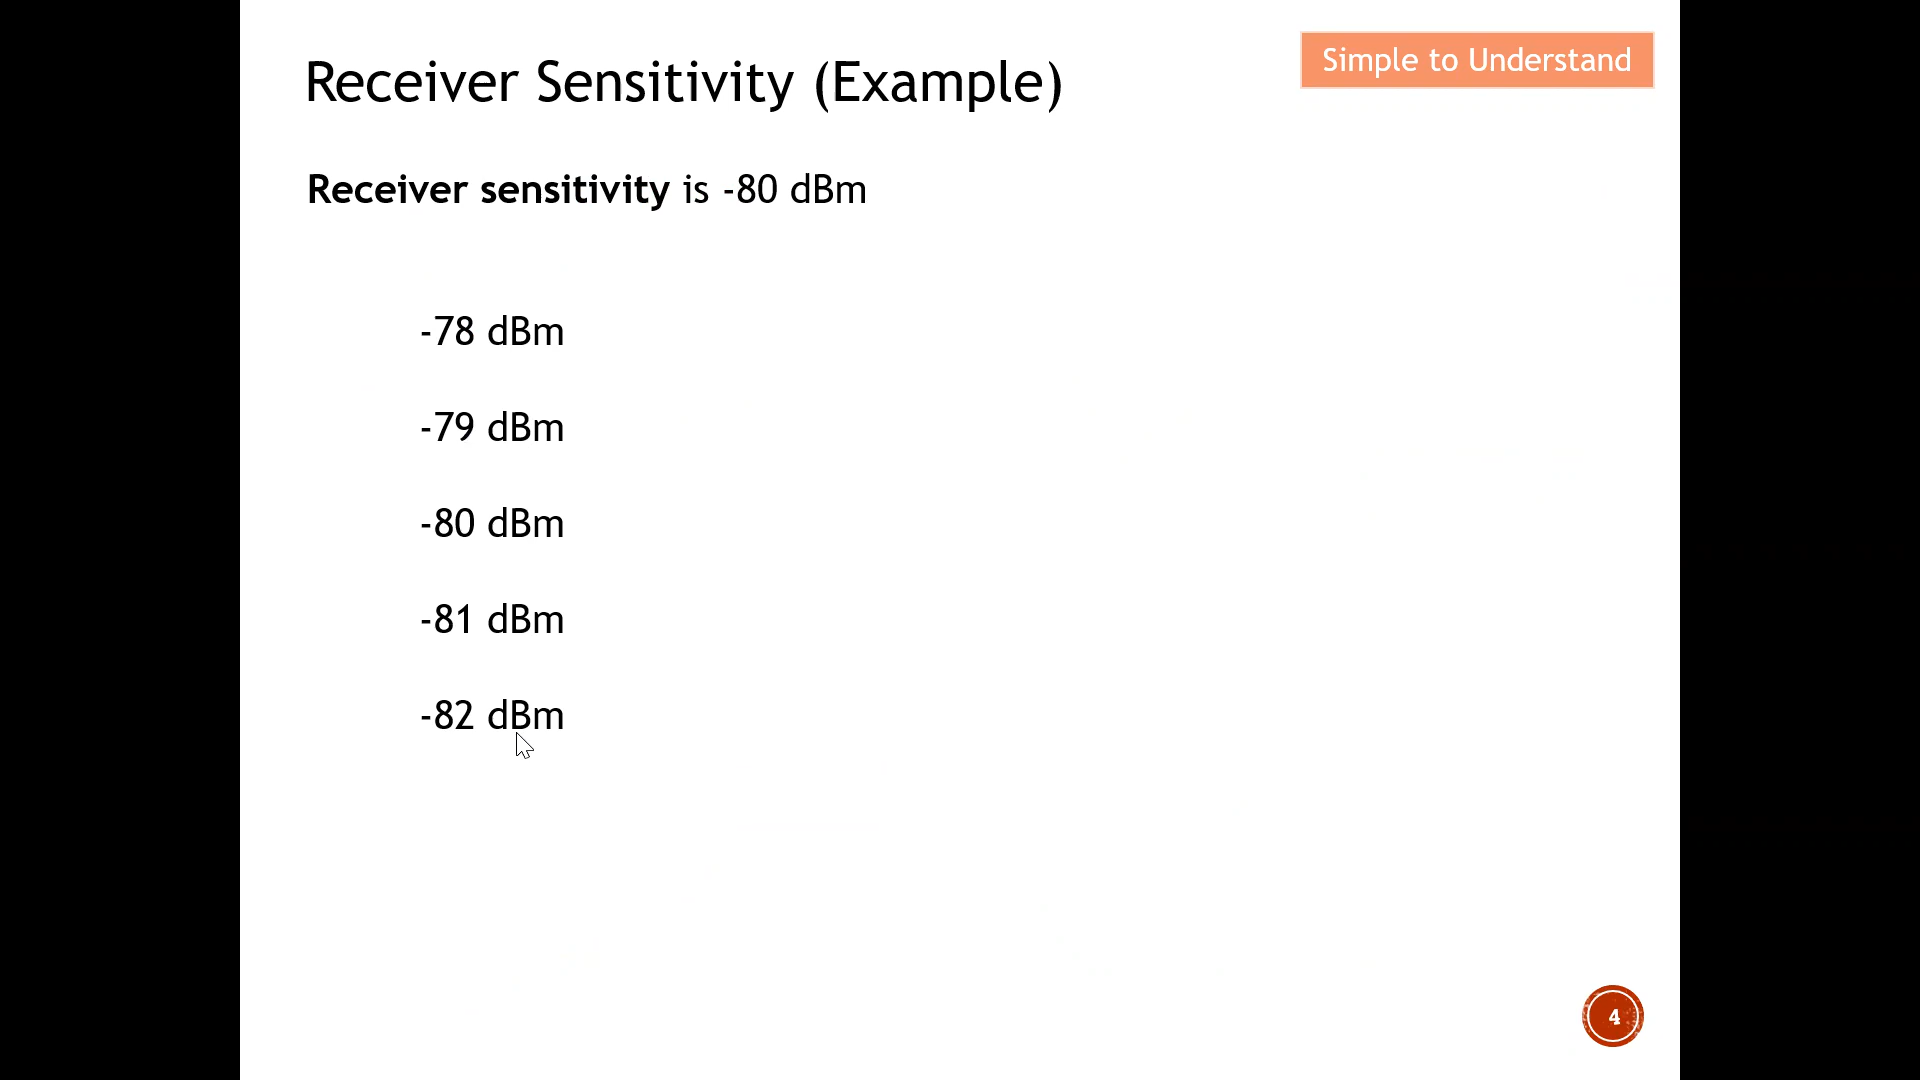 Receiver Sensitivity (Example)
Simple to Understand
Receiver sensitivity is -80 dBm
-78 dBm
-79 dBm
-80 dBm
-81 dBm
-82 dBm
4